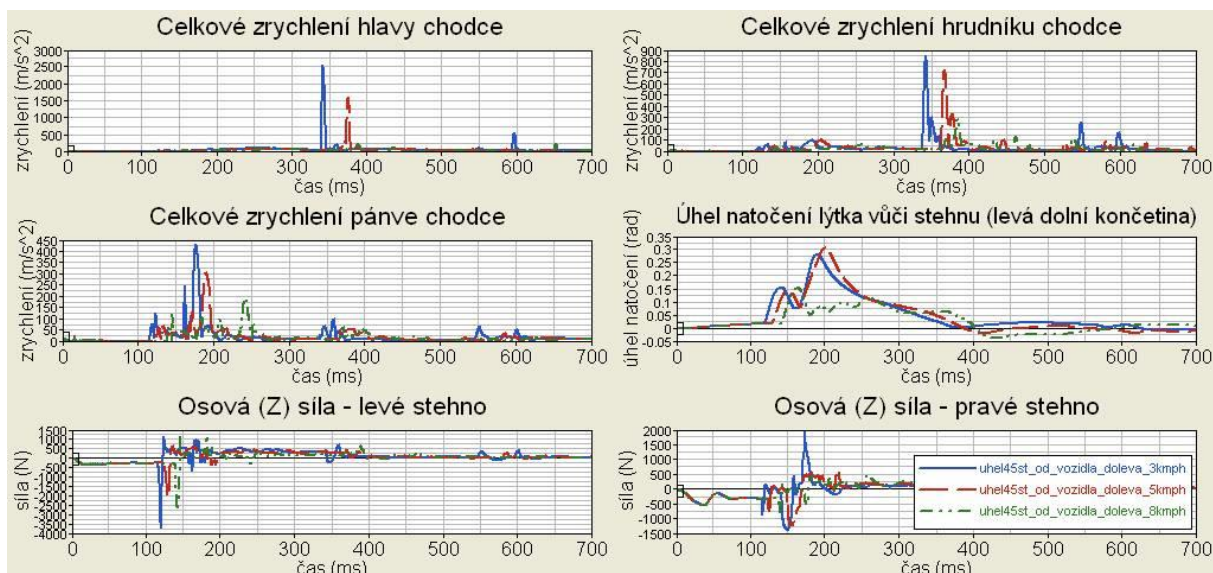 Celkové zrychlení hlavy chodce
zrychlení (m/s^2)
3000
2500
2000
1500
1000
500
0
0 100 200 300 400 500 600 700
čas (ms)
Celkové zrychlení hrudníku chodce
zrychlení (m/s^2)
900
800
700
600
500
400
300
200
100
0
0 100 200 300 400 500 600 700
čas (ms)
Celkové zrychlení pánve chodce
zrychlení (m/s^2)
450
400
350
300
250
200
150
100
50
0
0 100 200 300 400 500 600 700
čas (ms)
Úhel natočení lýtka vůči stehnu (levá dolní končetina)
úhel natočení (rad)
0.35
0.3
0.25
0.2
0.15
0.1
0.05
0
-0.05
0 100 200 300 400 500 600 700
čas (ms)
Osová (Z) síla - levé stehno
síla (N)
1500
1000
500
0
-500
-1000
-1500
-2000
-2500
-3000
-3500
-4000
0 100 200 300 400 500 600 700
čas (ms)
Osová (Z) síla - pravé stehno
síla (N)
2000
1500
1000
500
0
-500
-1000
-1500
uhel45st_od_vozidla_doleva_3kmph
uhel45st_od_vozidla_doleva_5kmph
uhel45st_od_vozidla_doleva_8kmph
0 100 200 300 400 500 600 700
čas (ms)